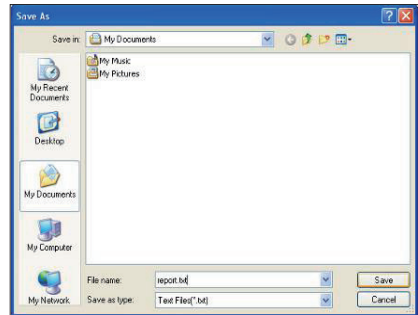 Save As
Save in: My Documents
My Recent
Documents
Desktop
My Documents
My Computer
My Network
My Music
My Pictures
File name: report.txt
Save as type: Text Files(*.txt)
Save
Cancel